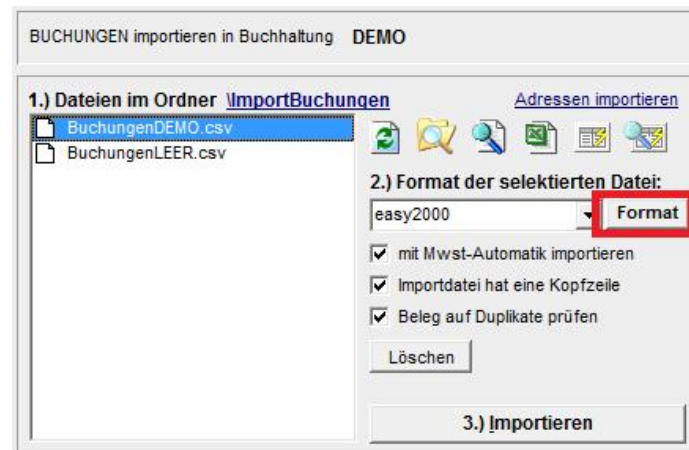 BUCHUNGEN importieren in Buchhaltung DEMO
1.) Dateien im Ordner \ImportBuchungen
Adressen importieren
BuchungenDEMO.csv
BuchungenLEER.csv
2.) Format der selektierten Datei:
easy2000
Format
mit Mwst-Automatik importieren
Importdatei hat eine Kopfzeile
Beleg auf Duplikate prüfen
Löschen
3.) Importieren